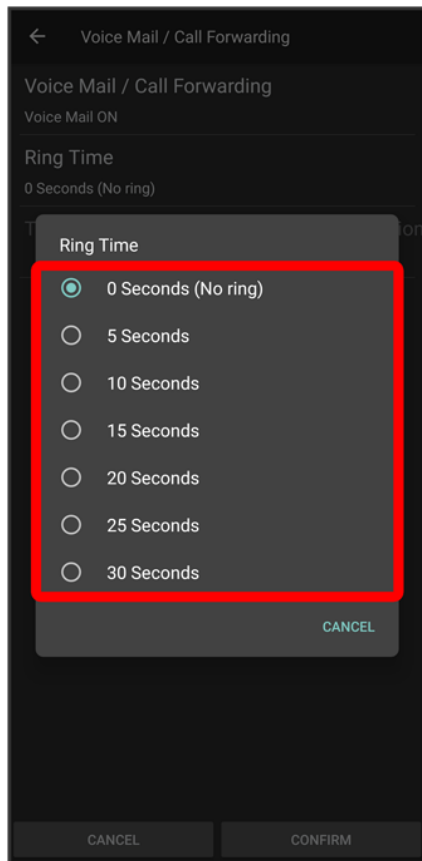 Voice Mail / Call Forwarding
Voice Mail / Call Forwarding
Voice Mail ON
Ring Time
0 Seconds (No ring)
Ring Time
0 Seconds (No ring)
5 Seconds
10 Seconds
15 Seconds
20 Seconds
25 Seconds
30 Seconds
CANCEL
CANCEL CONFIRM